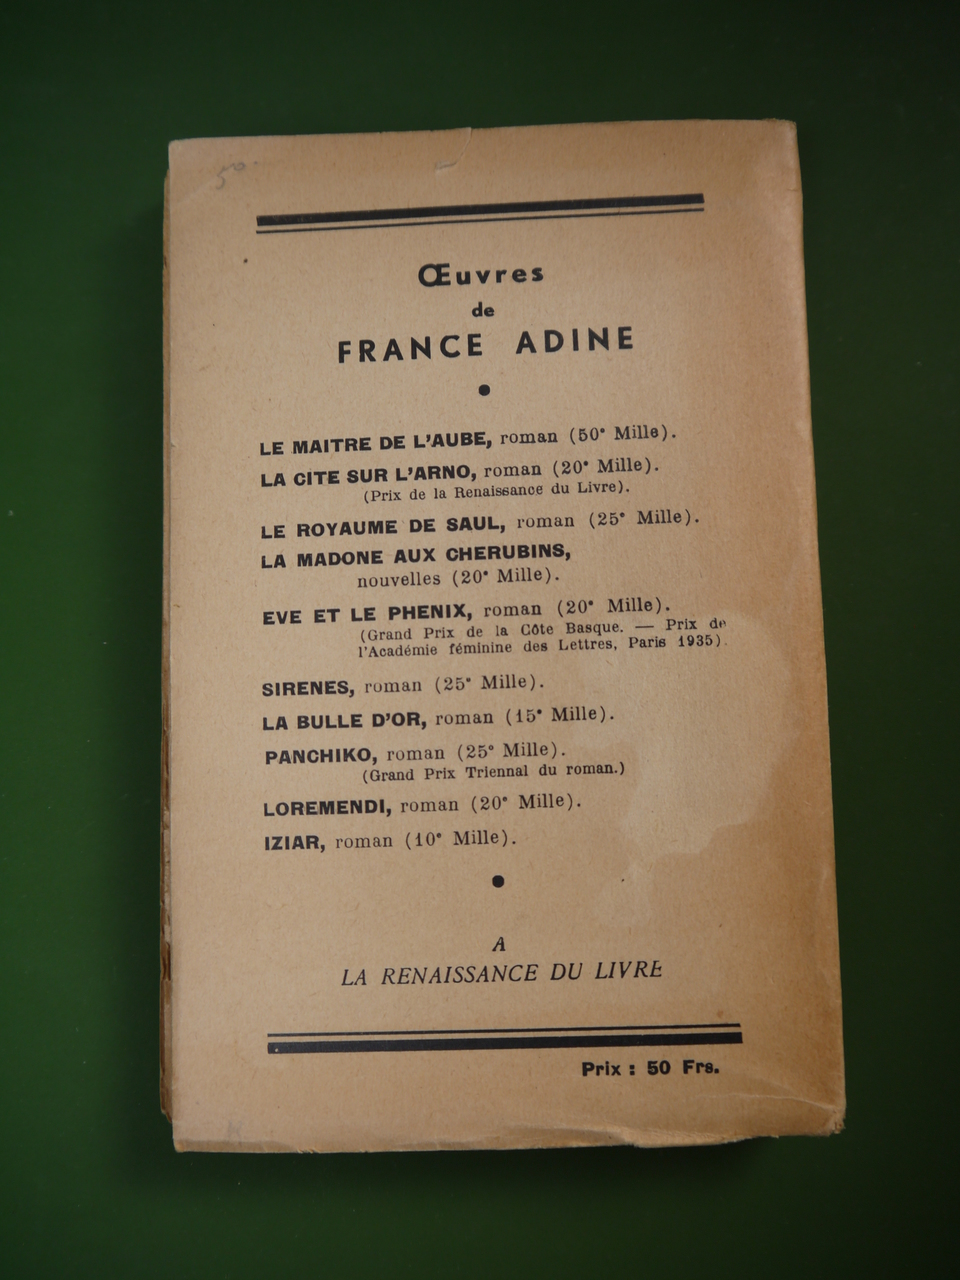 50.
Œuvres
de
FRANCE ADINE
LE MAITRE DE L'AUBE, roman (50e Mille).
LA CITE SUR L'ARNO, roman (20e Mille).
(Prix de la Renaissance du Livre).
LE ROYAUME DE SAUL, roman (25e Mille).
LA MADONE AUX CHERUBINS,
nouvelles (20e Mille).
EVE ET LE PHENIX, roman (20e Mille).
(Grand Prix de la Côte Basque. — Prix de
l'Académie féminine des Lettres, Paris 1935).
SIRENES, roman (25e Mille).
LA BULLE D'OR, roman (15e Mille).
PANCHIKO, roman (25e Mille).
(Grand Prix Triennal du roman.)
LOREMENDI, roman (20e Mille).
IZIAR, roman (10e Mille).
A
LA RENAISSANCE DU LIVRE
Prix : 50 Frs.